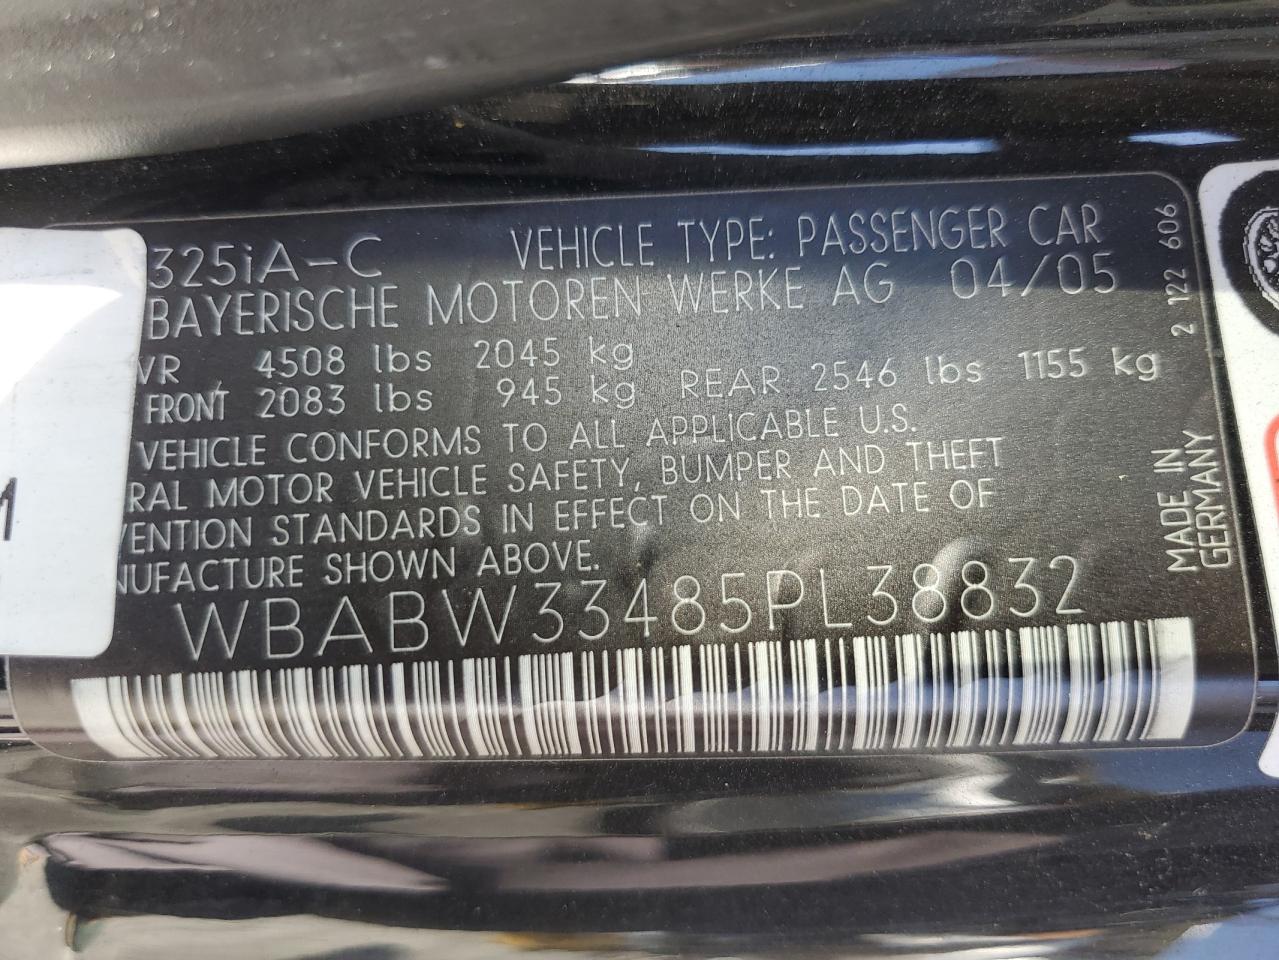 325iA-C VEHICLE TYPE: PASSENGER CAR
BAYERISCHE MOTOREN WERKE AG 04/05
VR 4508 lbs 2045 kg
FRONT 2083 lbs 945 kg REAR 2546 lbs 1155 kg
VEHICLE CONFORMS TO ALL APPLICABLE U.S.
RAL MOTOR VEHICLE SAFETY, BUMPER AND THEFT
VENTION STANDARDS IN EFFECT ON THE DATE OF
NUFACTURE SHOWN ABOVE.
WBABW33485PL38832
2 122 606
MADE IN
GERMANY